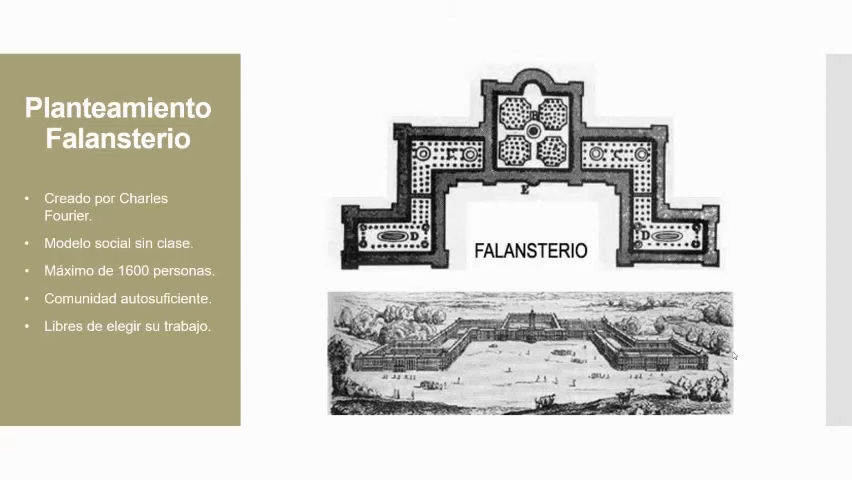 Planteamiento
Falansterio
• Creado por Charles
Fourier.
• Modelo social sin clase.
• Máximo de 1600 personas.
• Comunidad autosuficiente.
• Libres de elegir su trabajo.
B
C
E
D
D
FALANSTERIO